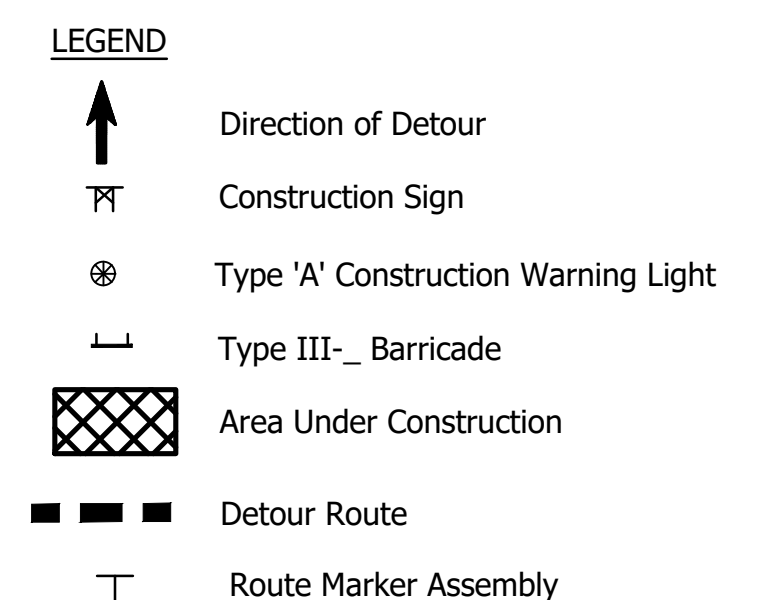 LEGEND
Direction of Detour
Construction Sign
Type 'A' Construction Warning Light
Type III-_ Barricade
Area Under Construction
Detour Route
Route Marker Assembly